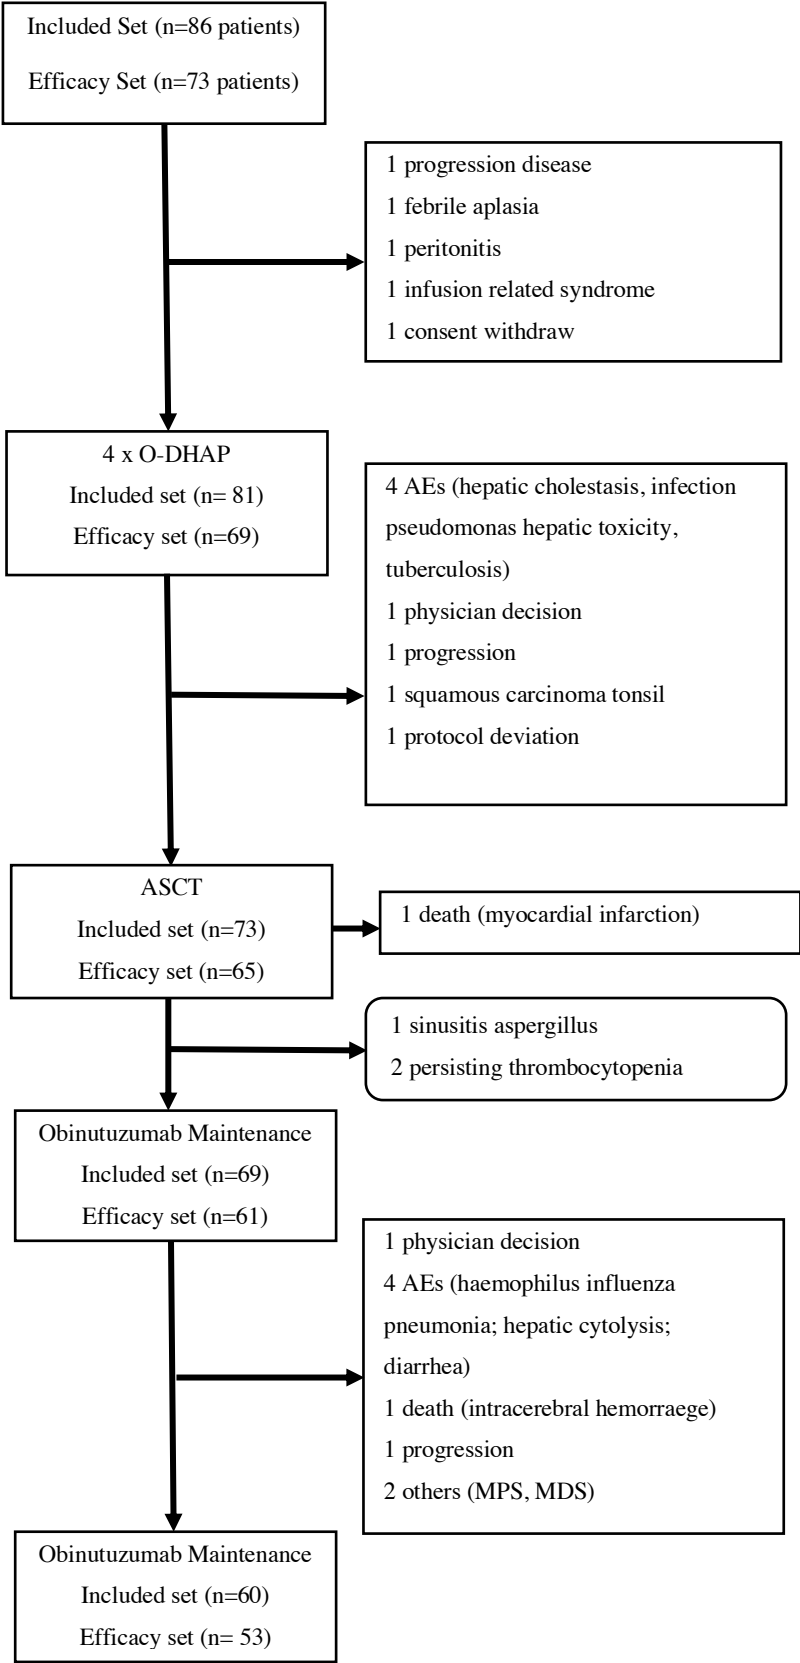 Included Set (n=86 patients)
Efficacy Set (n=73 patients)
1 progression disease
1 febrile aplasia
1 peritonitis
1 infusion related syndrome
1 consent withdraw
4 x O-DHAP
Included set (n= 81)
Efficacy set (n=69)
4 AEs (hepatic cholestasis, infection
pseudomonas hepatic toxicity,
tuberculosis)
1 physician decision
1 progression
1 squamous carcinoma tonsil
1 protocol deviation
ASCT
Included set (n=73)
Efficacy set (n=65)
1 death (myocardial infarction)
1 sinusitis aspergillus
2 persisting thrombocytopenia
Obinutuzumab Maintenance
Included set (n=69)
Efficacy set (n=61)
1 physician decision
4 AEs (haemophilus influenza
pneumonia; hepatic cytolysis;
diarrhea)
1 death (intracerebral hemorraege)
1 progression
2 others (MPS, MDS)
Obinutuzumab Maintenance
Included set (n=60)
Efficacy set (n= 53)